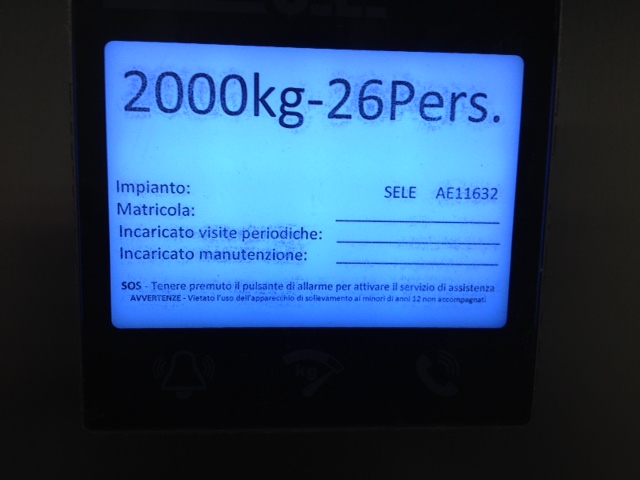 2000kg-26Pers.
Impianto: SELE AE11632
Matricola:
Incaricato visite periodiche:
Incaricato manutenzione:
SOS - Tenere premuto il pulsante di allarme per attivare il servizio di assistenza
AVVERTENZE - Vietato l'uso dell'apparecchio di sollevamento ai minori di anni 12 non accompagnati
kg